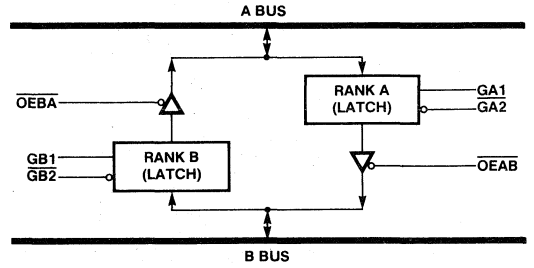 A BUS
OEBA
RANK A
(LATCH)
GA1
GA2
GB1
GB2
RANK B
(LATCH)
OEAB
B BUS